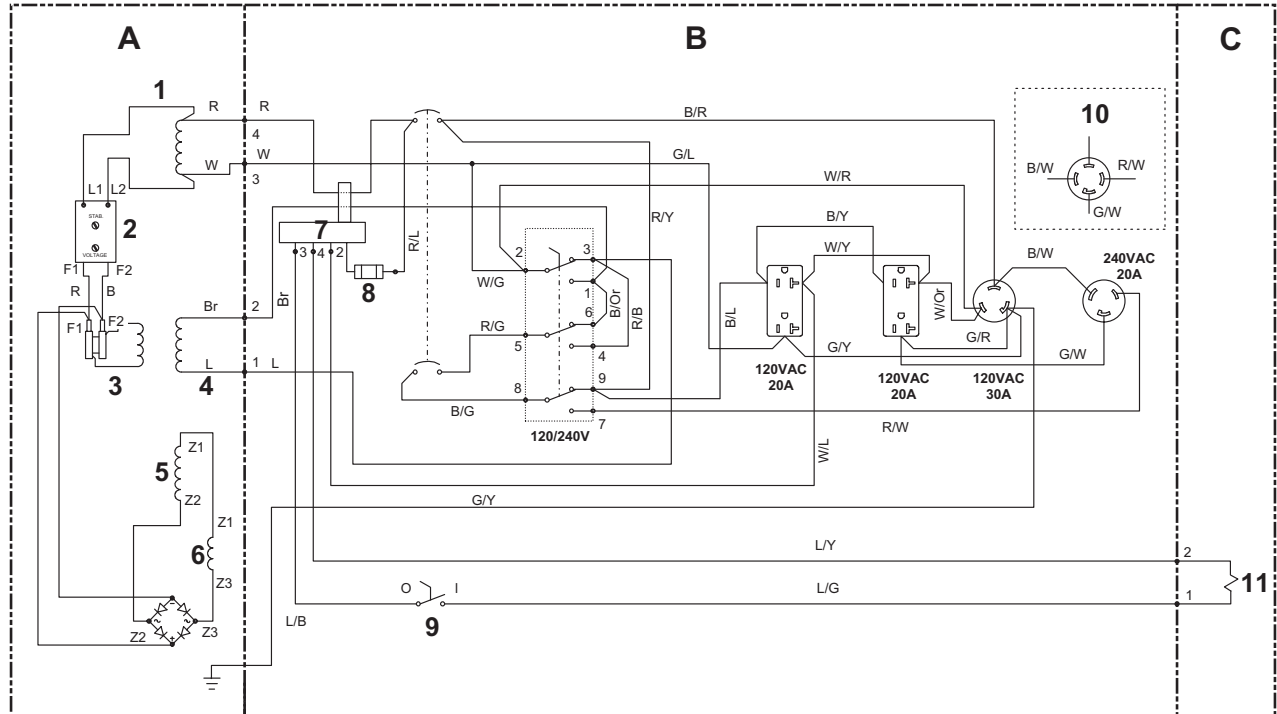 A
B
C
1
R
R
4
W
W
3
L1
L2
2
STAB.
VOLTAGE
F1
F2
R
B
F1
F2
3
Br
2
Br
L
1
L
4
5
Z1
Z2
Z1
6
Z3
Z2
Z3
7
3
4
2
8
R/L
B/R
G/L
W/R
R/Y
B/Y
W/Y
2
3
W/G
1
B/Or
R/B
6
R/G
5
4
9
8
B/G
7
120/240V
B/L
W/Or
G/R
G/Y
120VAC
20A
120VAC
20A
120VAC
30A
B/W
240VAC
20A
G/W
R/W
W/L
G/Y
10
B/W
R/W
G/W
L/Y
2
11
O
I
L/G
1
L/B
9